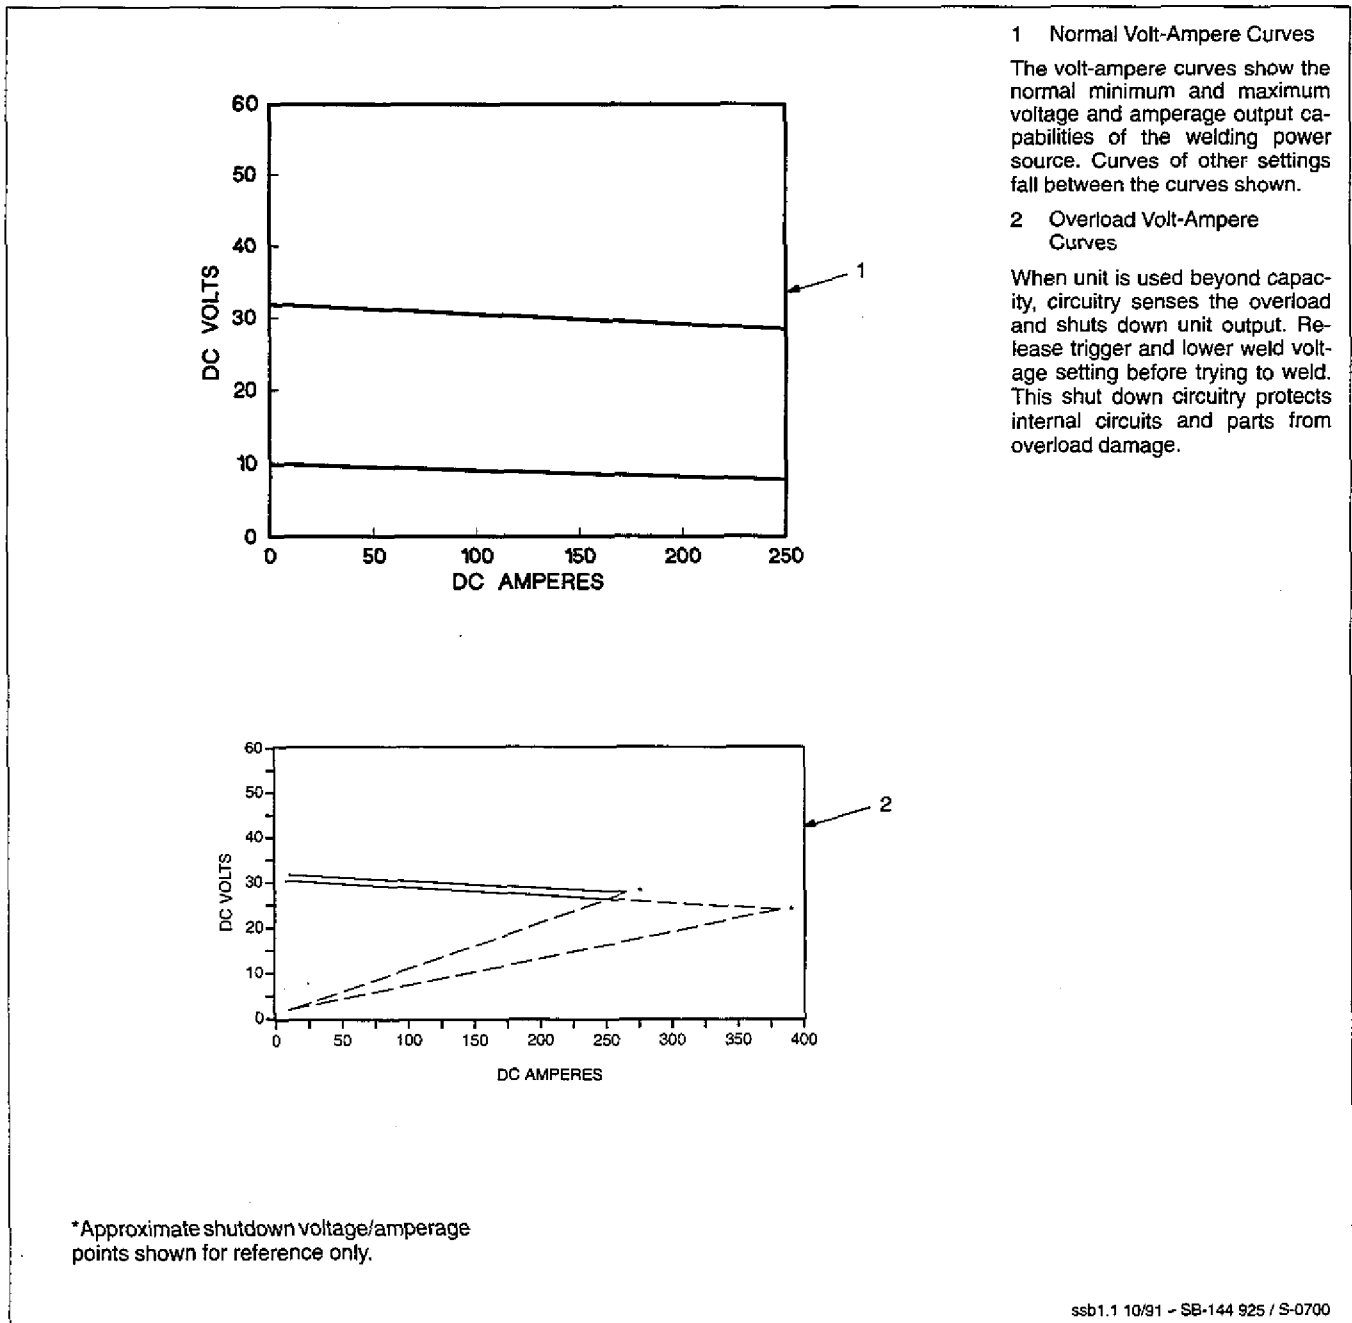 1 Normal Volt-Ampere Curves
The volt-ampere curves show the
normal minimum and maximum
voltage and amperage output ca-
pabilities of the welding power
source. Curves of other settings
fall between the curves shown.
2 Overload Volt-Ampere
Curves
When unit is used beyond capac-
ity, circuitry senses the overload
and shuts down unit output. Re-
lease trigger and lower weld volt-
age setting before trying to weld.
This shut down circuitry protects
internal circuits and parts from
overload damage.
60
50
40
30
20
10
0
DC VOLTS
0 50 100 150 200 250
DC AMPERES
1
60
50
40
30
20
10
0
DC VOLTS
*
*
0 50 100 150 200 250 300 350 400
DC AMPERES
2
*Approximate shutdown voltage/amperage
points shown for reference only.
ssb1.1 10/91 – SB-144 925 / S-0700